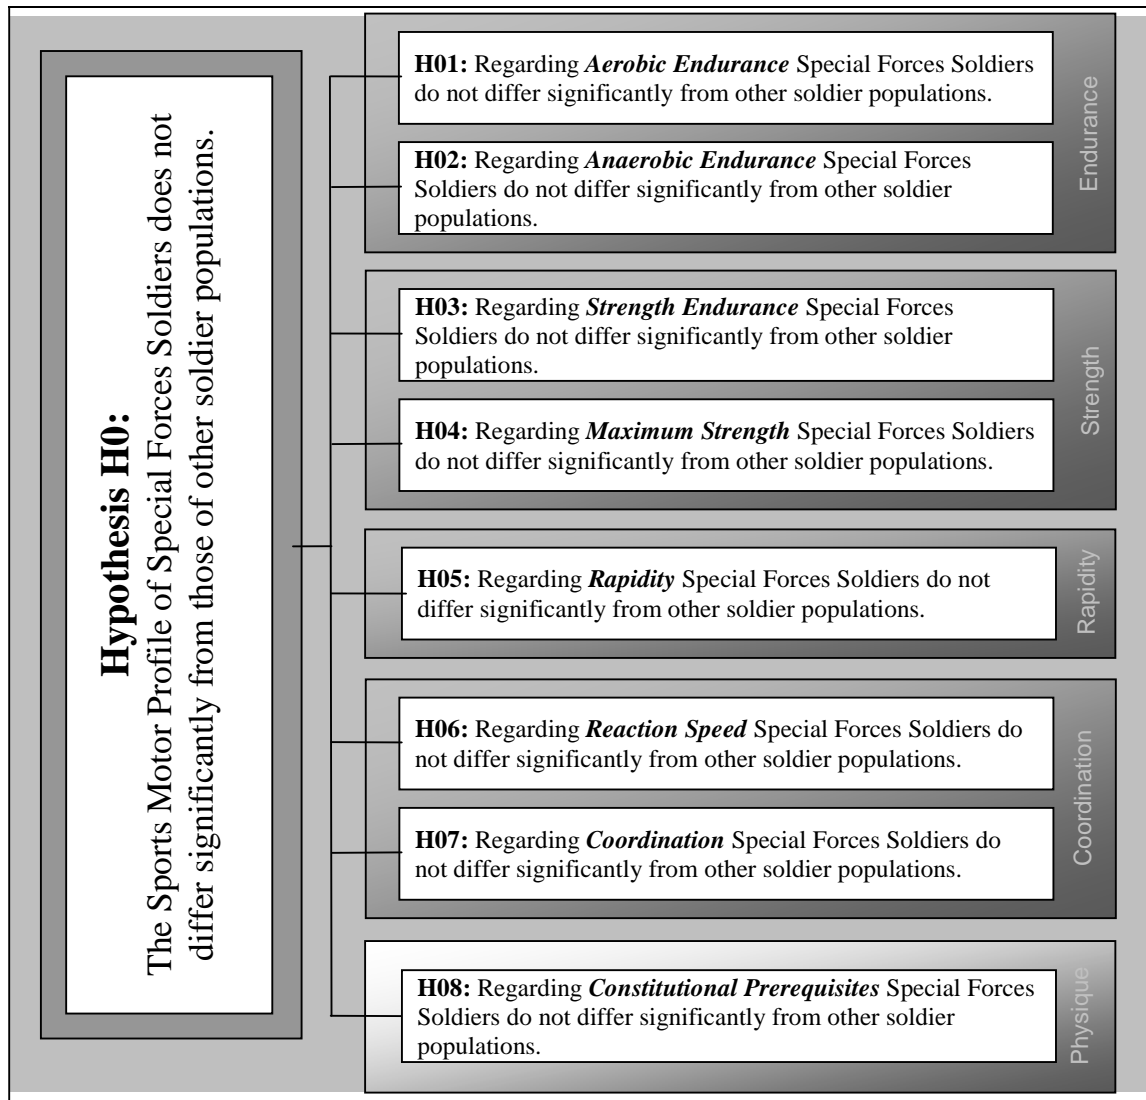 Hypothesis H0:
The Sports Motor Profile of Special Forces Soldiers does not
differ significantly from those of other soldier populations.
H01: Regarding Aerobic Endurance Special Forces Soldiers
do not differ significantly from other soldier populations.
H02: Regarding Anaerobic Endurance Special Forces
Soldiers do not differ significantly from other soldier
populations.
Endurance
H03: Regarding Strength Endurance Special Forces
Soldiers do not differ significantly from other soldier
populations.
H04: Regarding Maximum Strength Special Forces Soldiers
do not differ significantly from other soldier populations.
Strength
H05: Regarding Rapidity Special Forces Soldiers do not
differ significantly from other soldier populations.
Rapidity
H06: Regarding Reaction Speed Special Forces Soldiers do
not differ significantly from other soldier populations.
H07: Regarding Coordination Special Forces Soldiers do
not differ significantly from other soldier populations.
Coordination
H08: Regarding Constitutional Prerequisites Special Forces
Soldiers do not differ significantly from other soldier
populations.
Physique